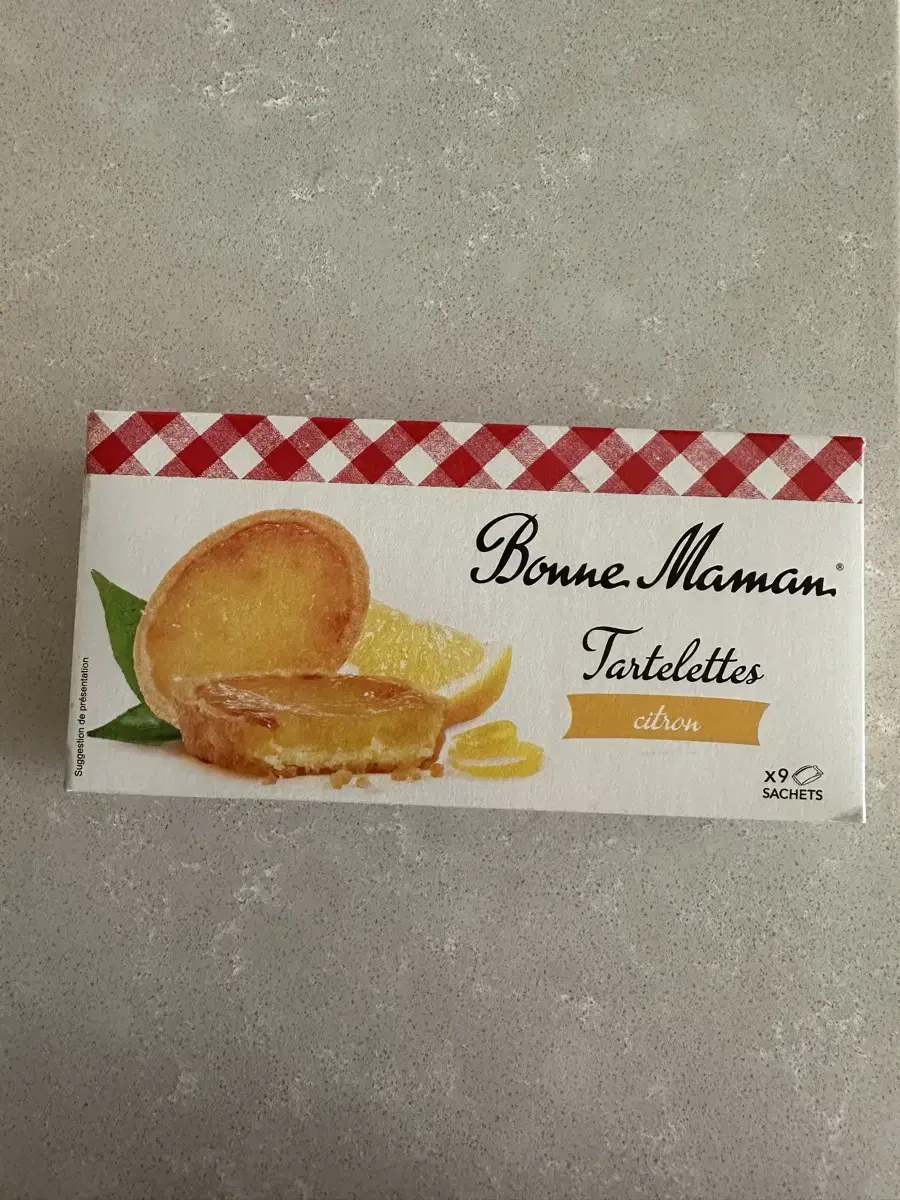 Bonne Maman®
Tartelettes
citron
x9
SACHETS
Suggestion de présentation